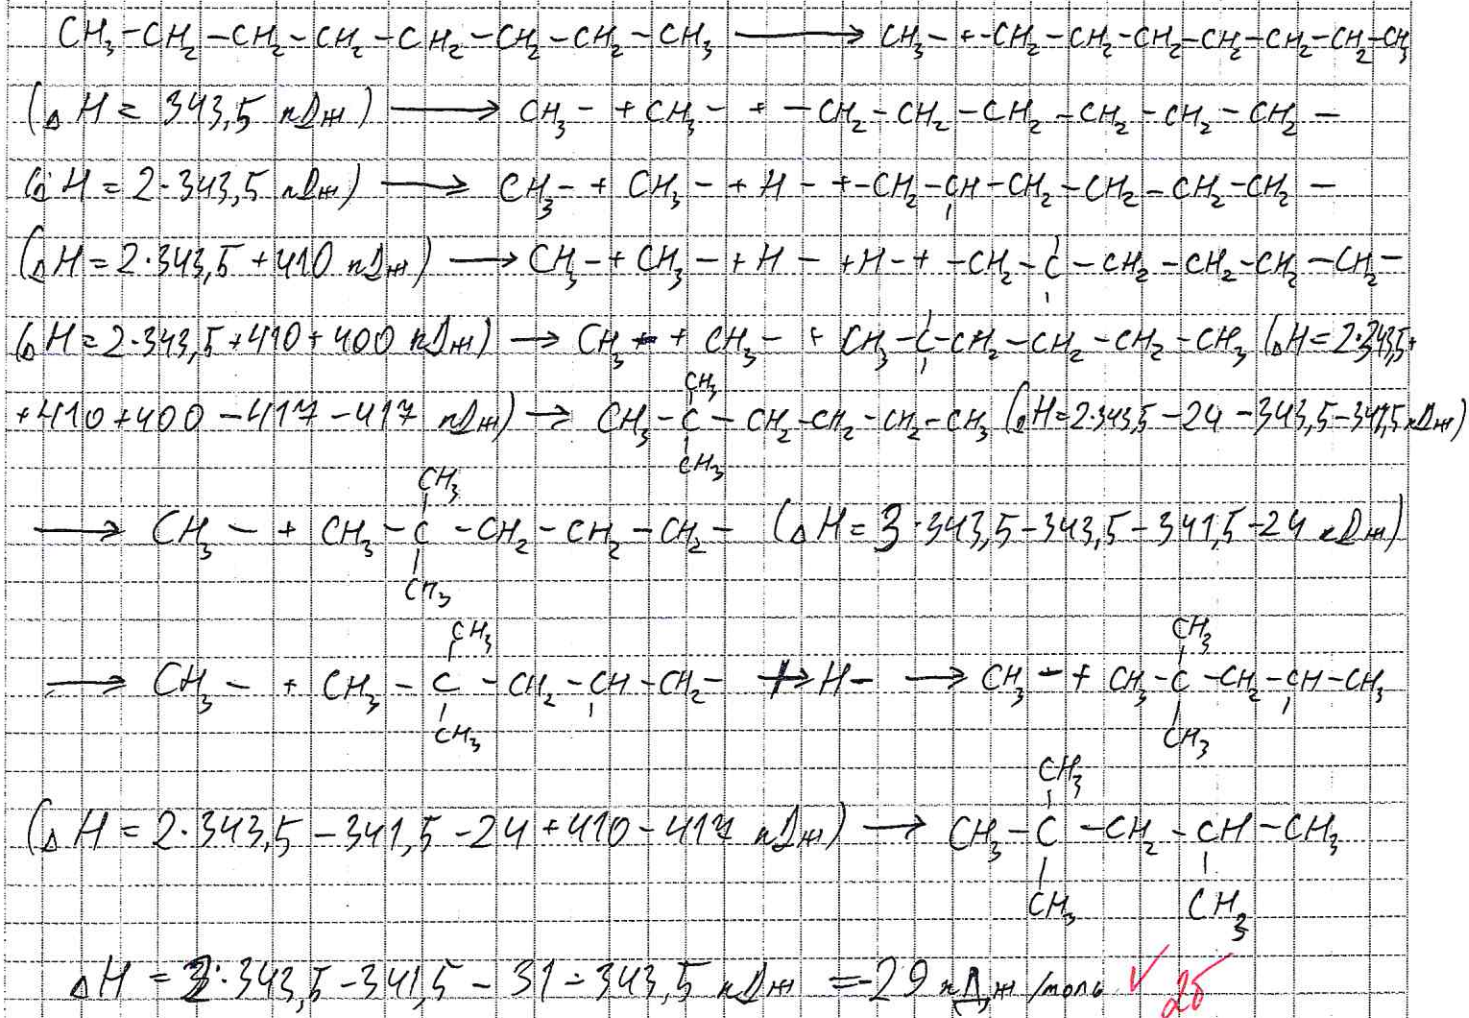 CH₃-CH₂-CH₂-CH₂-CH₂-CH₂-CH₂-CH₃ ⟶ CH₃- + -CH₂-CH₂-CH₂-CH₂-CH₂-CH₂-CH₃
(ΔH = 343,5 кДж) ⟶ CH₃- + CH₃- + -CH₂-CH₂-CH₂-CH₂-CH₂-CH₂-
(ΔH = 2·343,5 кДж) ⟶ CH₃- + CH₃- + H- + -CH₂-CH-CH₂-CH₂-CH₂-CH₂-
(ΔH = 2·343,5 + 410 кДж) ⟶ CH₃- + CH₃- + H- + H- + -CH₂-C-CH₂-CH₂-CH₂-CH₂-
(ΔH = 2·343,5 + 410 + 400 кДж) ⟶ CH₃- + CH₃- + CH₃-C-CH₂-CH₂-CH₂-CH₃ (ΔH = 2·343,5 +
CH₃
+410 + 400 - 417 - 417 кДж) ⟶ CH₃-C-CH₂-CH₂-CH₂-CH₃ (ΔH = 2·343,5 - 24 - 343,5 - 341,5 кДж)
CH₃
CH₃
⟶ CH₃- + CH₃-C-CH₂-CH₂-CH₂- (ΔH = 3·343,5 - 343,5 - 341,5 - 24 кДж)
CH₃
CH₃ CH₃
⟶ CH₃- + CH₃-C-CH₂-CH-CH₂- + H- ⟶ CH₃- + CH₃-C-CH₂-CH-CH₃
CH₃ CH₃
CH₃
(ΔH = 2·343,5 - 341,5 - 24 + 410 - 417 кДж) ⟶ CH₃-C-CH₂-CH-CH₃
CH₃ CH₃
ΔH = 2·343,5 - 341,5 - 31 - 343,5 кДж = -29 кДж/моль ✓ 2б